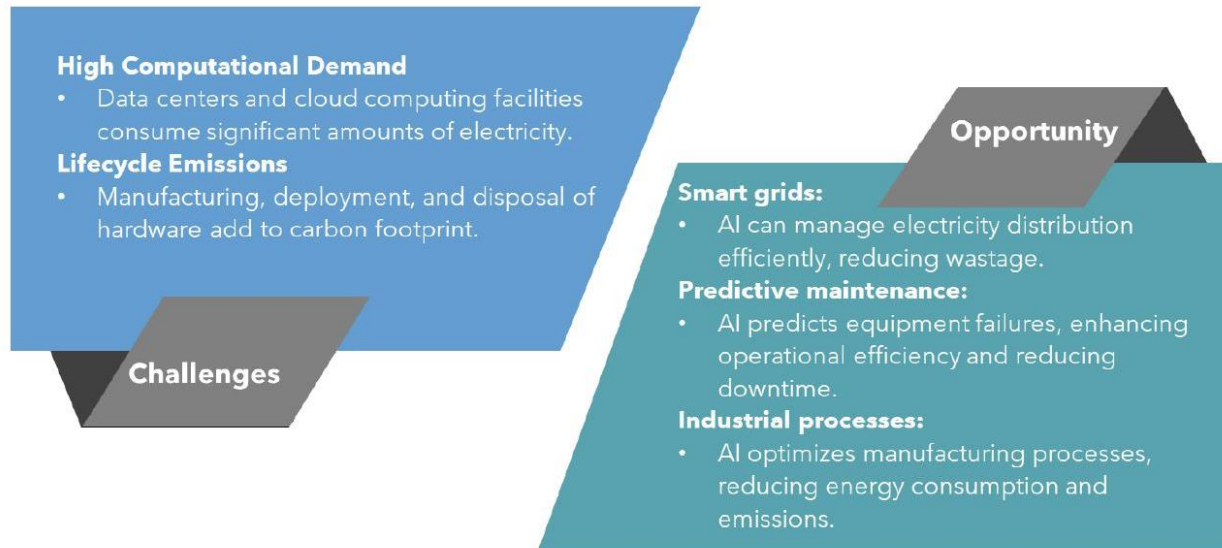 High Computational Demand
• Data centers and cloud computing facilities
consume significant amounts of electricity.
Lifecycle Emissions
• Manufacturing, deployment, and disposal of
hardware add to carbon footprint.
Challenges
Opportunity
Smart grids:
• AI can manage electricity distribution
efficiently, reducing wastage.
Predictive maintenance:
• AI predicts equipment failures, enhancing
operational efficiency and reducing
downtime.
Industrial processes:
• AI optimizes manufacturing processes,
reducing energy consumption and
emissions.